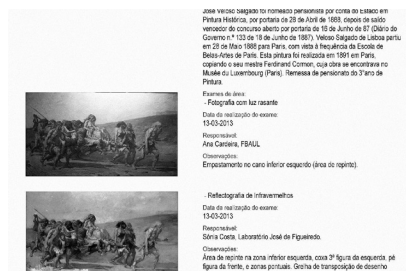 José Veloso Salgado foi nomeado pensionista por conta do Estado em
Pintura Histórica, por portaria de 28 de Abril de 1883, depois de saído
vencedor do concurso aberto por portaria de 16 de Junho de 87 (Diário do
Governo n.º 133 de 18 de Junho de 1887). Veloso Salgado de Lisboa partiu
em 28 de Maio 1888 para Paris, com vista à frequência da Escola de
Belas-Artes de Paris. Esta pintura foi realizada em 1891 em Paris,
copiando o seu mestre Ferdinand Cormon, cuja obra se encontrava no
Musée du Luxembourg (Paris). Remessa de pensionato do 3°ano de
Pintura
Exames de área:
- Fotografia com luz rasante
Data da realização do exame:
13-03-2013
Responsável:
Ana Cardeira, FBAUL
Observações:
Empastamento no cano inferior esquerdo (área de repinte).
- Reflectografia de Infravermelhos
Data da realização do exame:
13-03-2013
Responsável:
Sónia Costa, Laboratório José de Figueiredo.
Observações:
Área de repinte na zona inferior esquerda, coxa 3ª figura da esquerda, pé
figura da frente, e zonas pontuais. Grelha de transposição de desenho